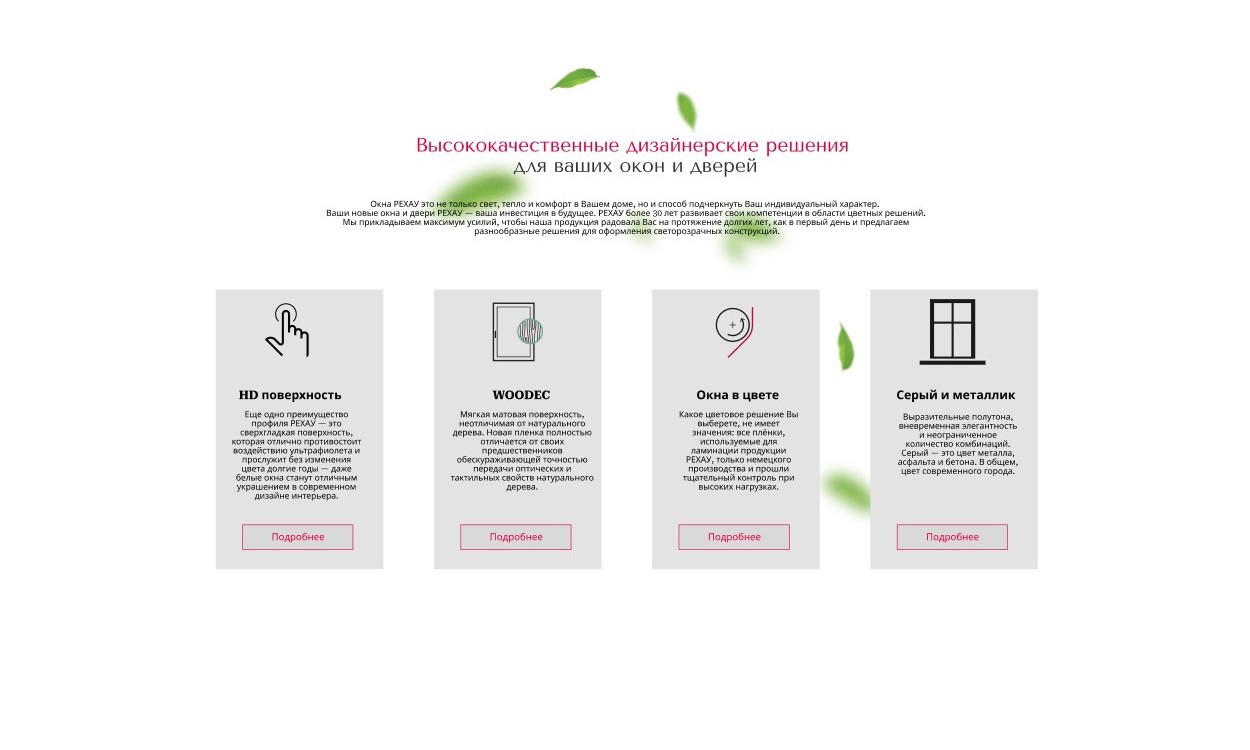 Высококачественные дизайнерские решения
для ваших окон и дверей
Окна РЕХАУ это не только свет, тепло и комфорт в Вашем доме, но и способ подчеркнуть Ваш индивидуальный характер.
Ваши новые окна и двери РЕХАУ — ваша инвестиция в будущее. РЕХАУ более 30 лет развивает свои компетенции в области цветных решений.
Мы прикладываем максимум усилий, чтобы наша продукция радовала Вас на протяжение долгих лет, как в первый день и предлагаем
разнообразные решения для оформления светорозрачных конструкций.
HD поверхность
Еще одно преимущество
профиля РЕХАУ — это
сверхгладкая поверхность,
которая отлично противостоит
воздействию ультрафиолета и
прослужит без изменения
цвета долгие годы — даже
белые окна станут отличным
украшением в современном
дизайне интерьера.
Подробнее
WOODEC
Мягкая матовая поверхность,
неотличимая от натурального
дерева. Новая пленка полностью
отличается от своих
предшественников
обескураживающей точностью
передачи оптических и
тактильных свойств натурального
дерева.
Подробнее
Окна в цвете
Какое цветовое решение Вы
выберете, не имеет
значения: все плёнки,
используемые для
ламинации продукции
РЕХАУ, только немецкого
производства и прошли
тщательный контроль при
высоких нагрузках.
Подробнее
Серый и металлик
Выразительные полутона,
вневременная элегантность
и неограниченное
количество комбинаций.
Серый — это цвет металла,
асфальта и бетона. В общем,
цвет современного города.
Подробнее